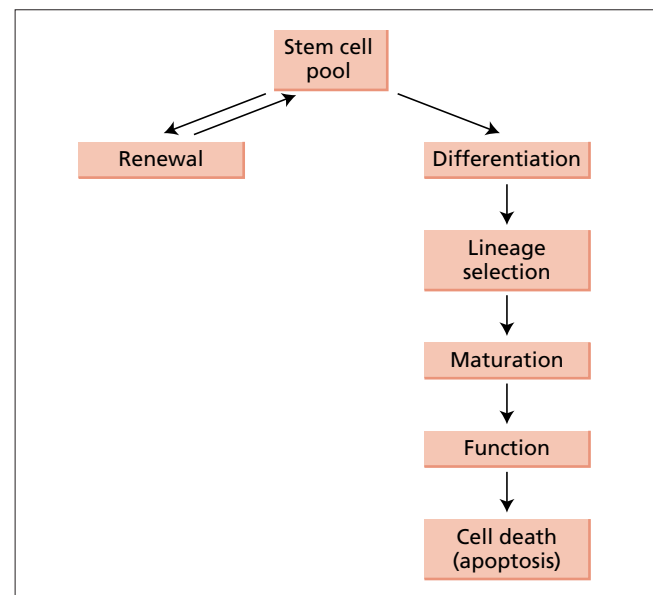 Stem cell
pool
Renewal
Differentiation
Lineage
selection
Maturation
Function
Cell death
(apoptosis)